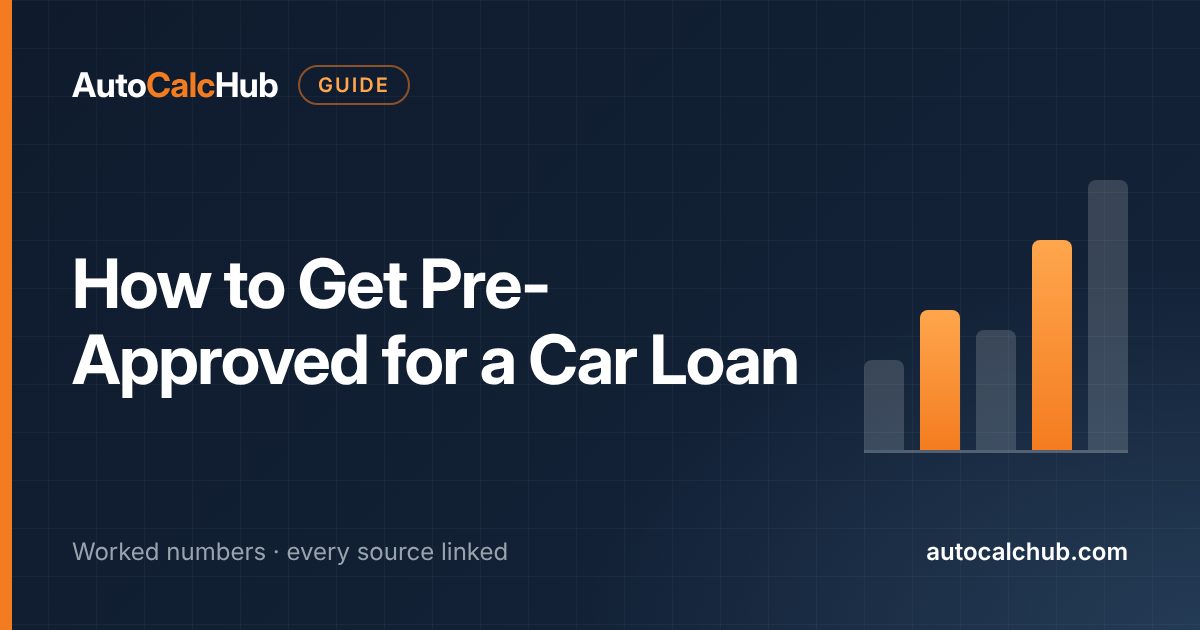 AutoCalcHub GUIDE
How to Get Pre-
Approved for a Car Loan
Worked numbers · every source linked
autocalchub.com